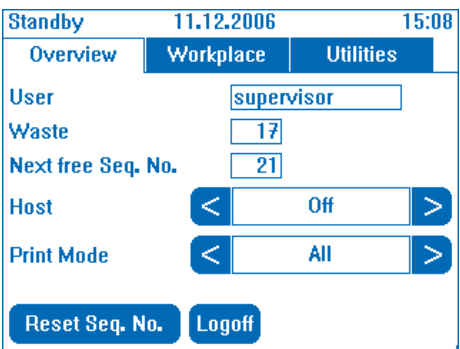 Standby 11.12.2006 15:08
Overview Workplace Utilities
User supervisor
Waste 17
Next free Seq. No. 21
Host < Off >
Print Mode < All >
Reset Seq. No. Logoff